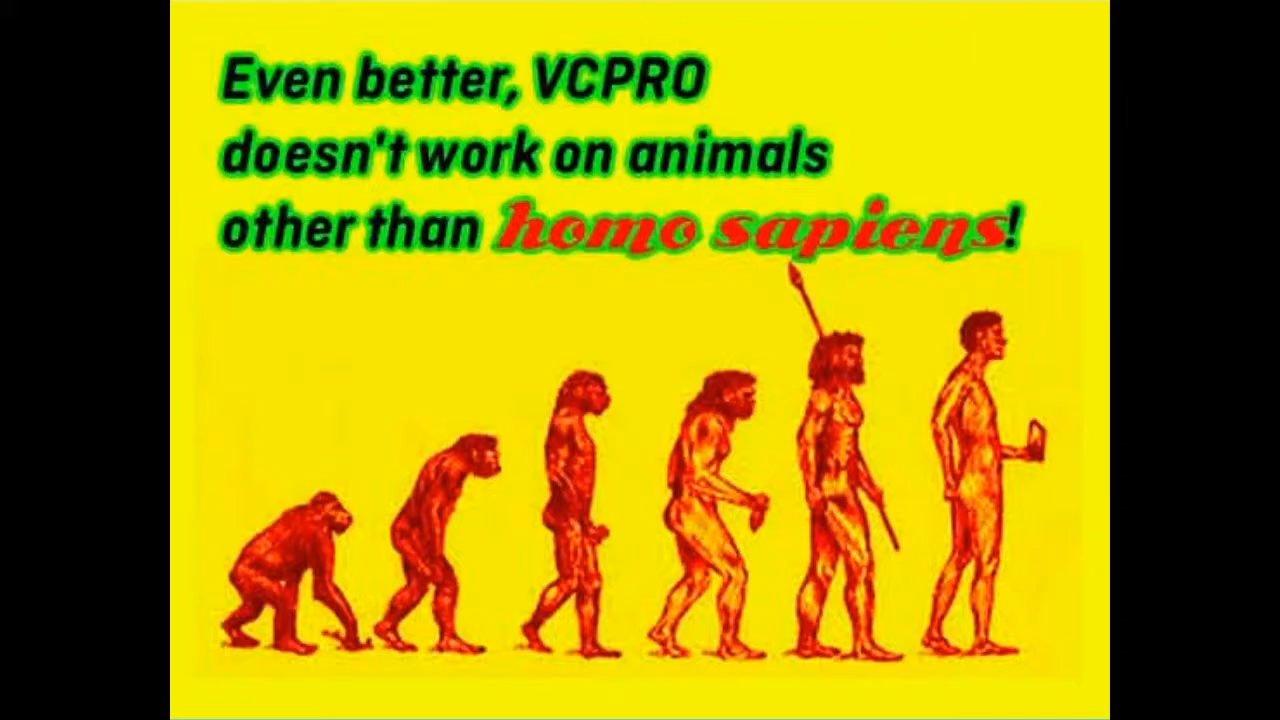 Even better, VCPRO
doesn't work on animals
other than homo sapiens!